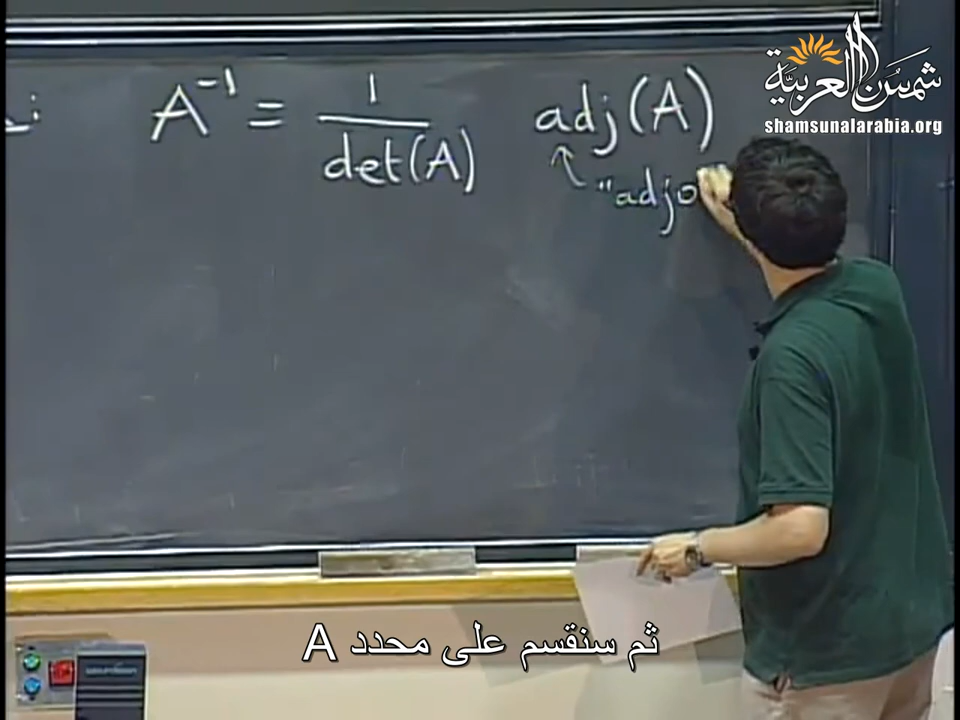 شمس العربية
shamsunalarabia.org
A⁻¹ = 1/det(A) adj(A)
"adjo
ثم سنقسم على محدد A